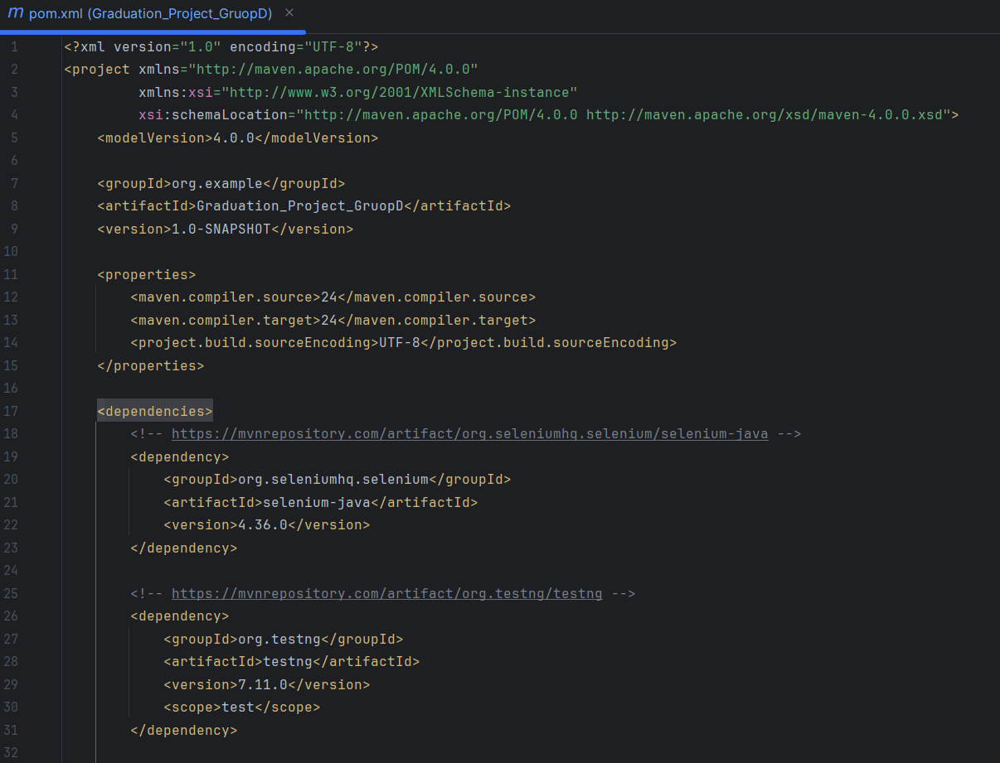 m pom.xml (Graduation_Project_GruopD) ×
1 <?xml version="1.0" encoding="UTF-8"?>
2 <project xmlns="http://maven.apache.org/POM/4.0.0"
3 xmlns:xsi="http://www.w3.org/2001/XMLSchema-instance"
4 xsi:schemaLocation="http://maven.apache.org/POM/4.0.0 http://maven.apache.org/xsd/maven-4.0.0.xsd">
5 <modelVersion>4.0.0</modelVersion>
6
7 <groupId>org.example</groupId>
8 <artifactId>Graduation_Project_GruopD</artifactId>
9 <version>1.0-SNAPSHOT</version>
10
11 <properties>
12 <maven.compiler.source>24</maven.compiler.source>
13 <maven.compiler.target>24</maven.compiler.target>
14 <project.build.sourceEncoding>UTF-8</project.build.sourceEncoding>
15 </properties>
16
17 <dependencies>
18 <!-- https://mvnrepository.com/artifact/org.seleniumhq.selenium/selenium-java -->
19 <dependency>
20 <groupId>org.seleniumhq.selenium</groupId>
21 <artifactId>selenium-java</artifactId>
22 <version>4.36.0</version>
23 </dependency>
24
25 <!-- https://mvnrepository.com/artifact/org.testng/testng -->
26 <dependency>
27 <groupId>org.testng</groupId>
28 <artifactId>testng</artifactId>
29 <version>7.11.0</version>
30 <scope>test</scope>
31 </dependency>
32